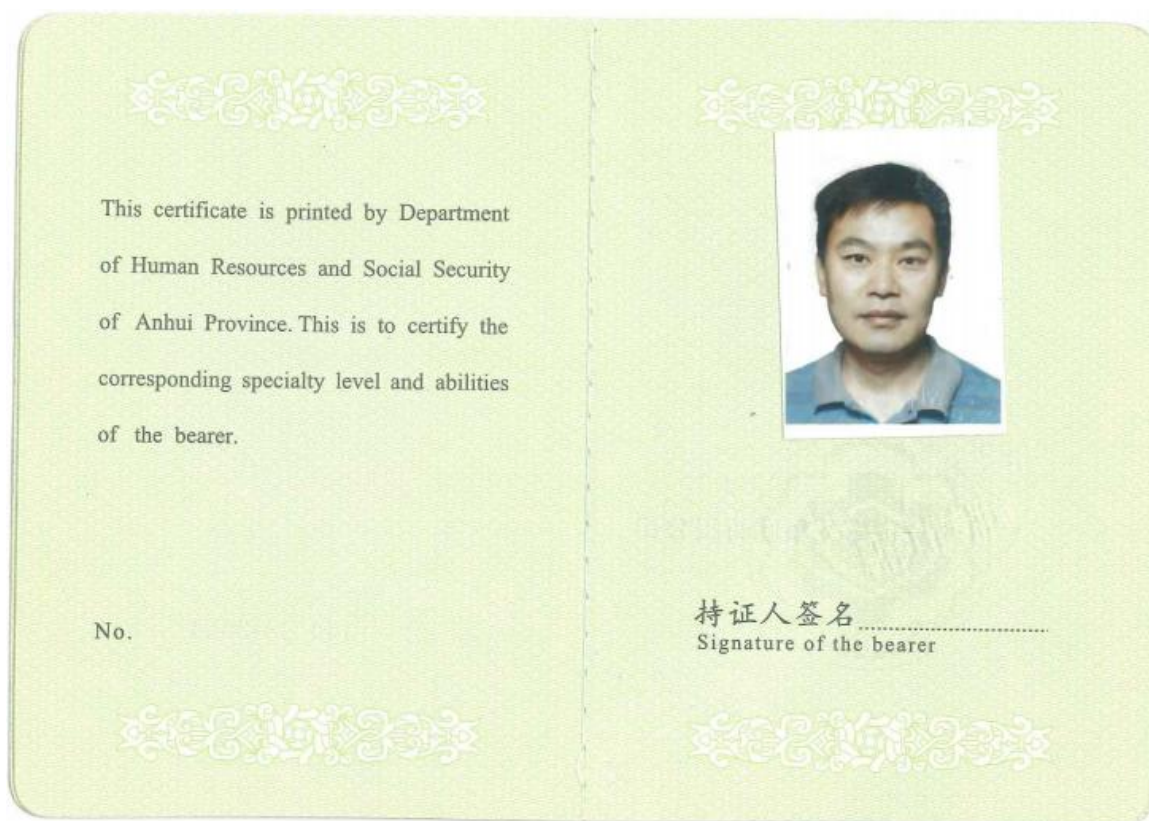 This certificate is printed by Department
of Human Resources and Social Security
of Anhui Province. This is to certify the
corresponding specialty level and abilities
of the bearer.
No.
持证人签名
Signature of the bearer